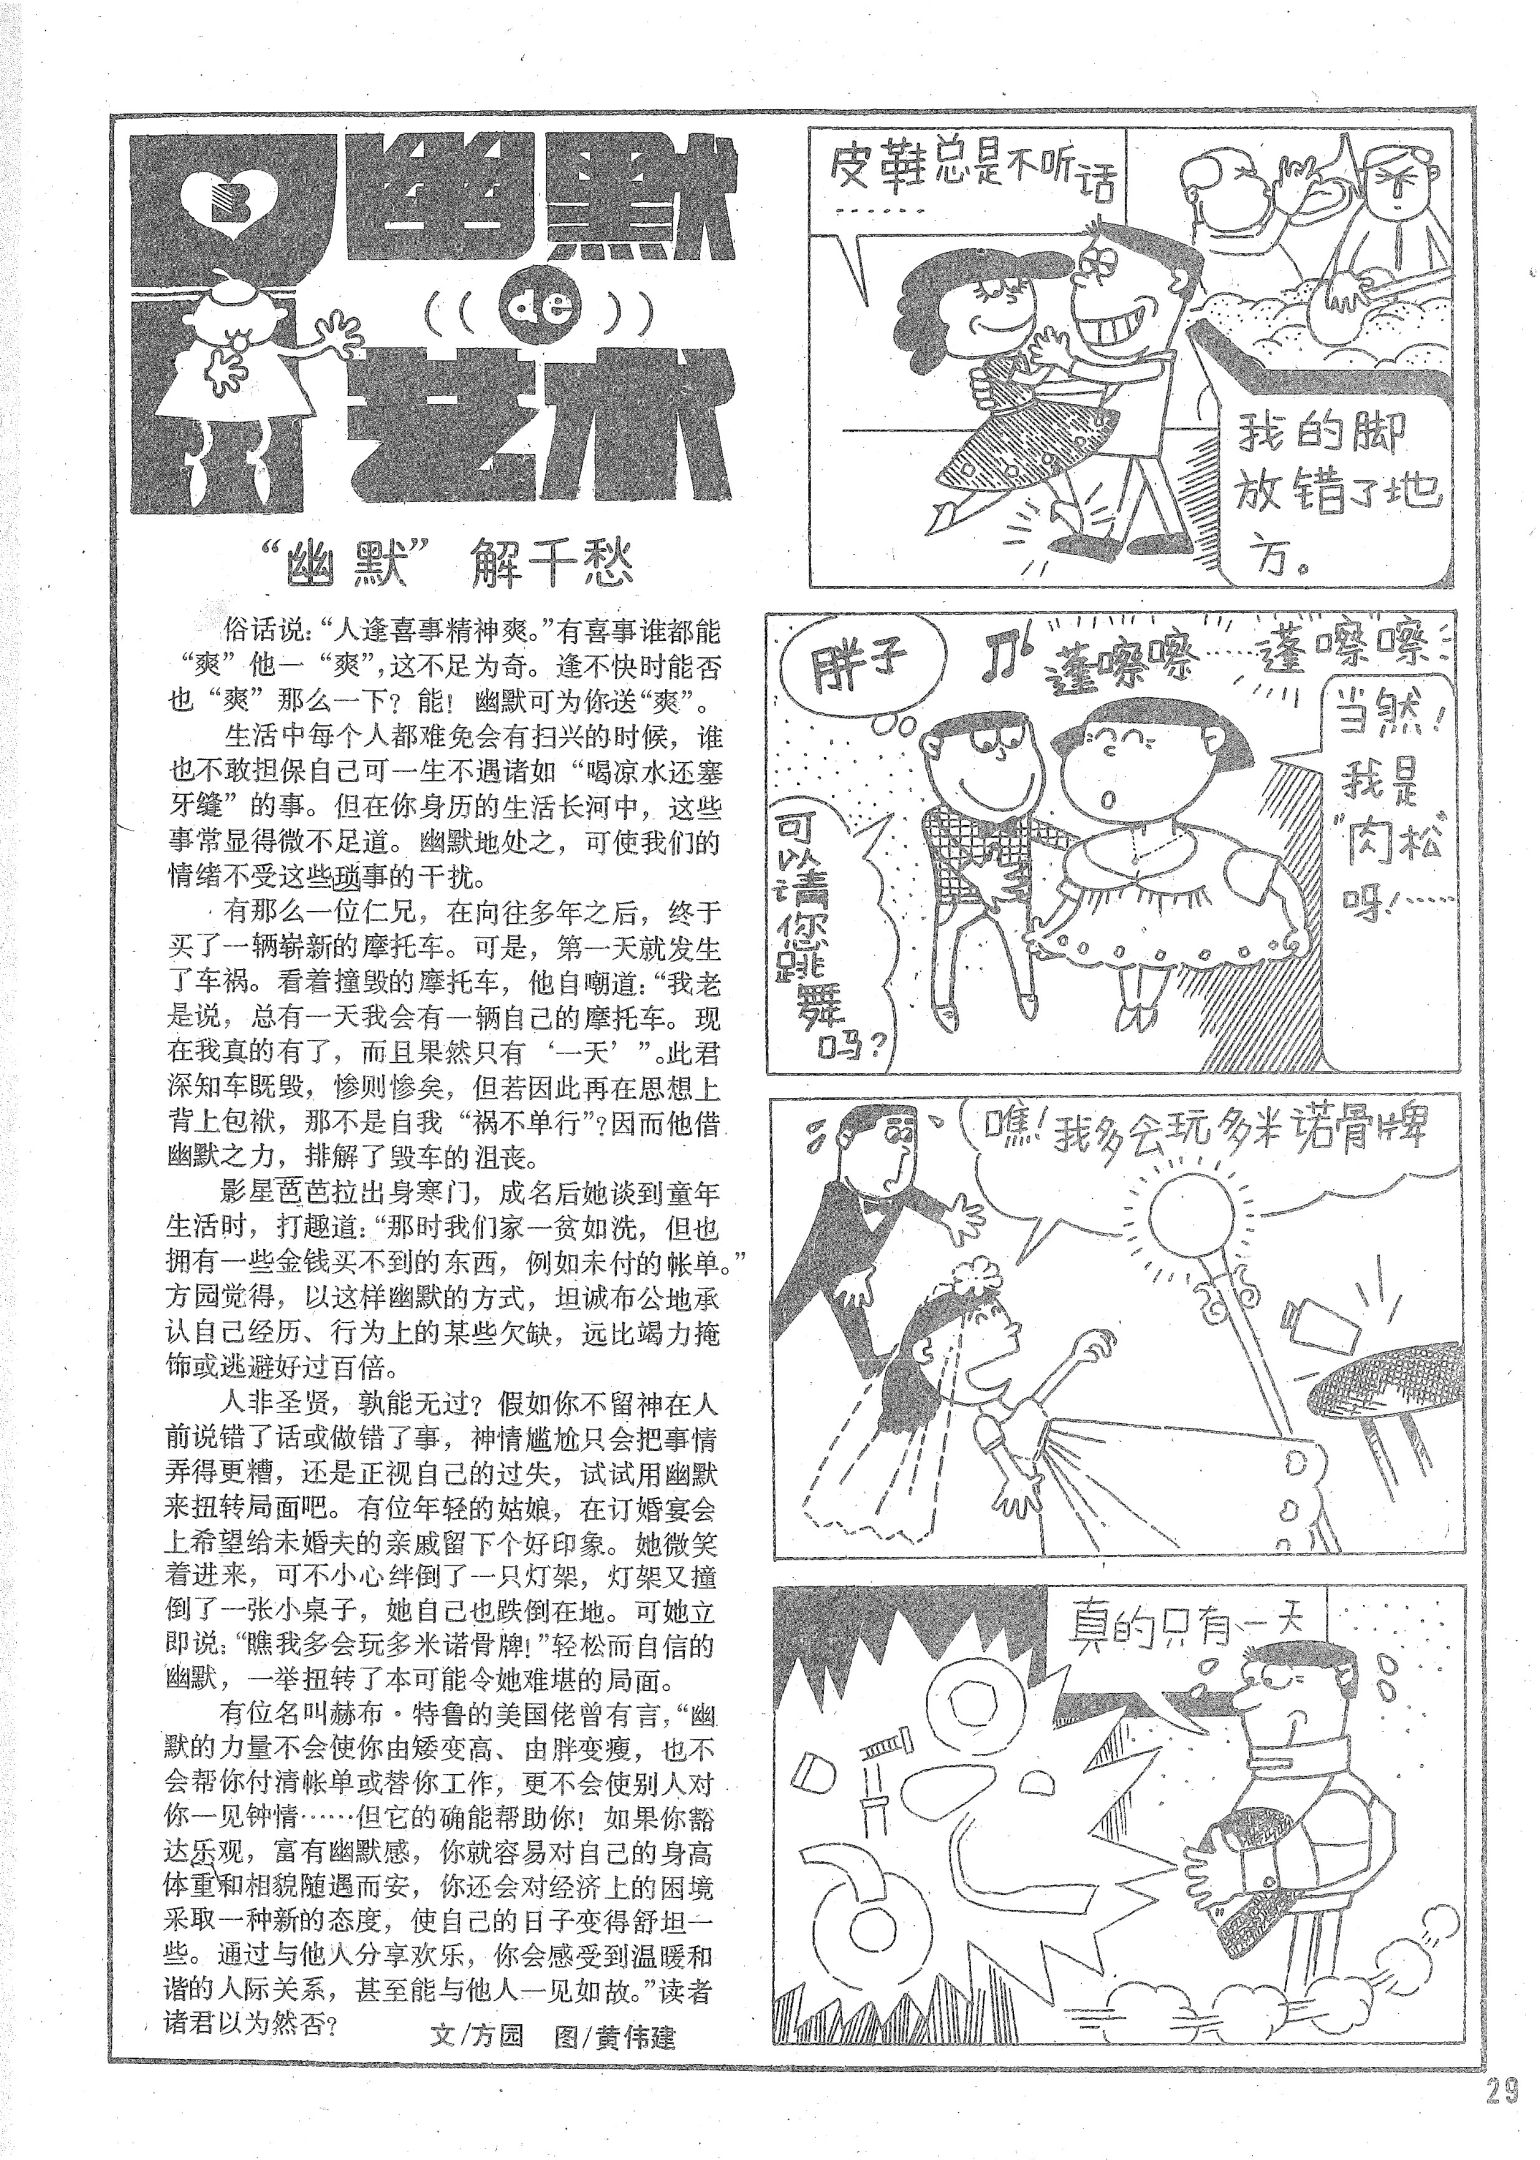 幽默
de
艺术
“幽默”解千愁
俗话说：“人逢喜事精神爽。”有喜事谁都能
“爽”他一“爽”，这不足为奇。逢不快时能否
也“爽”那么一下？能！幽默可为你送“爽”。
生活中每个人都难免会有扫兴的时候，谁
也不敢担保自己可一生不遇诸如“喝凉水还塞
牙缝”的事。但在你身历的生活长河中，这些
事常显得微不足道。幽默地处之，可使我们的
情绪不受这些琐事的干扰。
有那么一位仁兄，在向往多年之后，终于
买了一辆崭新的摩托车。可是，第一天就发生
了车祸。看着撞毁的摩托车，他自嘲道：“我老
是说，总有一天我会有一辆自己的摩托车。现
在我真的有了，而且果然只有‘一天’”。此君
深知车既毁，惨则惨矣，但若因此再在思想上
背上包袱，那不是自我“祸不单行”？因而他借
幽默之力，排解了毁车的沮丧。
影星芭芭拉出身寒门，成名后她谈到童年
生活时，打趣道：“那时我们家一贫如洗，但也
拥有一些金钱买不到的东西，例如未付的帐单。”
方园觉得，以这样幽默的方式，坦诚布公地承
认自己经历、行为上的某些欠缺，远比竭力掩
饰或逃避好过百倍。
人非圣贤，孰能无过？假如你不留神在人
前说错了话或做错了事，神情尴尬只会把事情
弄得更糟，还是正视自己的过失，试试用幽默
来扭转局面吧。有位年轻的姑娘，在订婚宴会
上希望给未婚夫的亲戚留下个好印象。她微笑
着进来，可不小心绊倒了一只灯架，灯架又撞
倒了一张小桌子，她自己也跌倒在地。可她立
即说：“瞧我多会玩多米诺骨牌！”轻松而自信的
幽默，一举扭转了本可能令她难堪的局面。
有位名叫赫布·特鲁的美国佬曾有言，“幽
默的力量不会使你由矮变高、由胖变瘦，也不
会帮你付清帐单或替你工作，更不会使别人对
你一见钟情……但它的确能帮助你！如果你豁
达乐观，富有幽默感，你就容易对自己的身高
体重和相貌随遇而安，你还会对经济上的困境
采取一种新的态度，使自己的日子变得舒坦一
些。通过与他人分享欢乐，你会感受到温暖和
谐的人际关系，甚至能与他人一见如故。”读者
诸君以为然否？
文/方园 图/黄伟建
皮鞋总是不听话
……
我的脚
放错了地
方。
胖子
蓬嚓嚓……蓬嚓嚓
可以请您跳舞吗？
当然！
我是
“肉松”
呀！……
瞧！我多会玩多米诺骨牌
真的只有一天
29